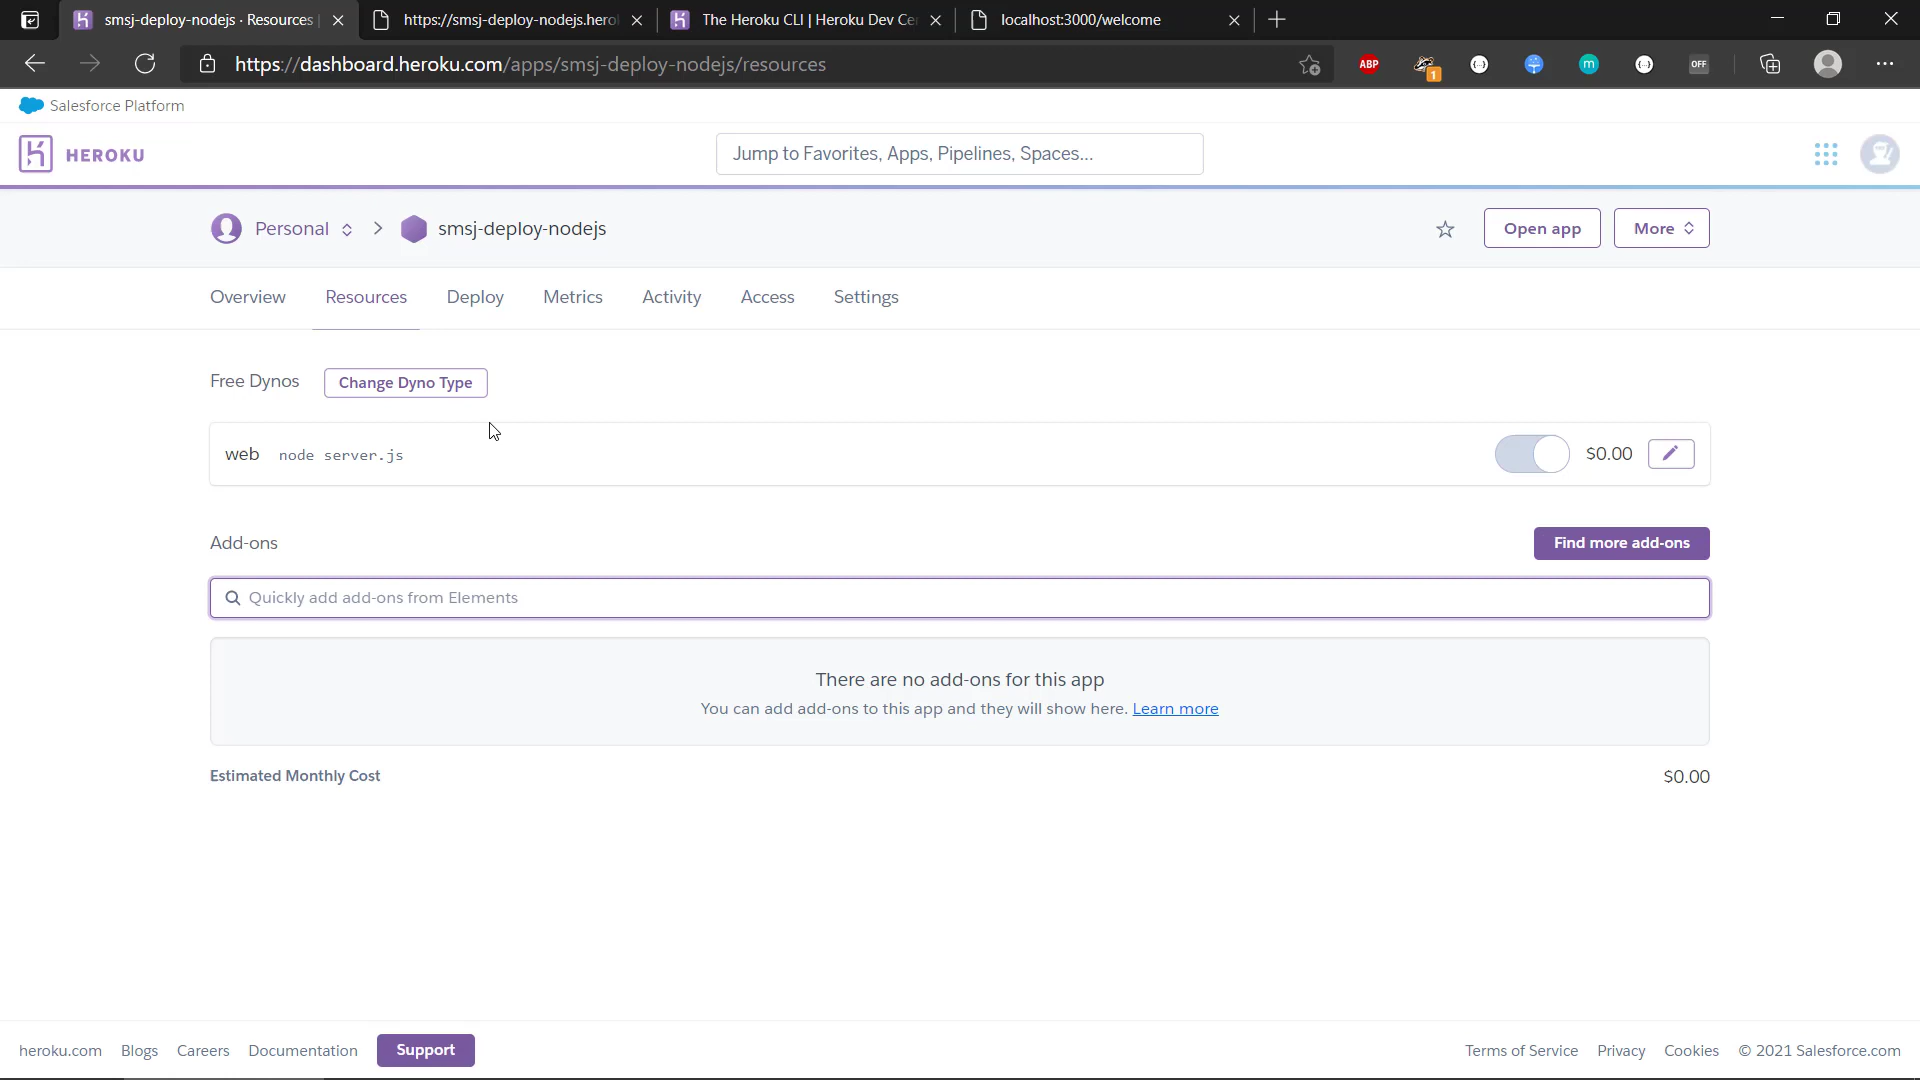 smsj-deploy-nodejs · Resources
https://smsj-deploy-nodejs.hero
The Heroku CLI | Heroku Dev Ce
localhost:3000/welcome
https://dashboard.heroku.com/apps/smsj-deploy-nodejs/resources
ABP
1
m
OFF
Salesforce Platform
HEROKU
Jump to Favorites, Apps, Pipelines, Spaces...
Personal
smsj-deploy-nodejs
Open app
More
Overview
Resources
Deploy
Metrics
Activity
Access
Settings
Free Dynos
Change Dyno Type
web node server.js
$0.00
Add-ons
Find more add-ons
Quickly add add-ons from Elements
There are no add-ons for this app
You can add add-ons to this app and they will show here. Learn more
Estimated Monthly Cost
$0.00
heroku.com
Blogs
Careers
Documentation
Support
Terms of Service
Privacy
Cookies
© 2021 Salesforce.com